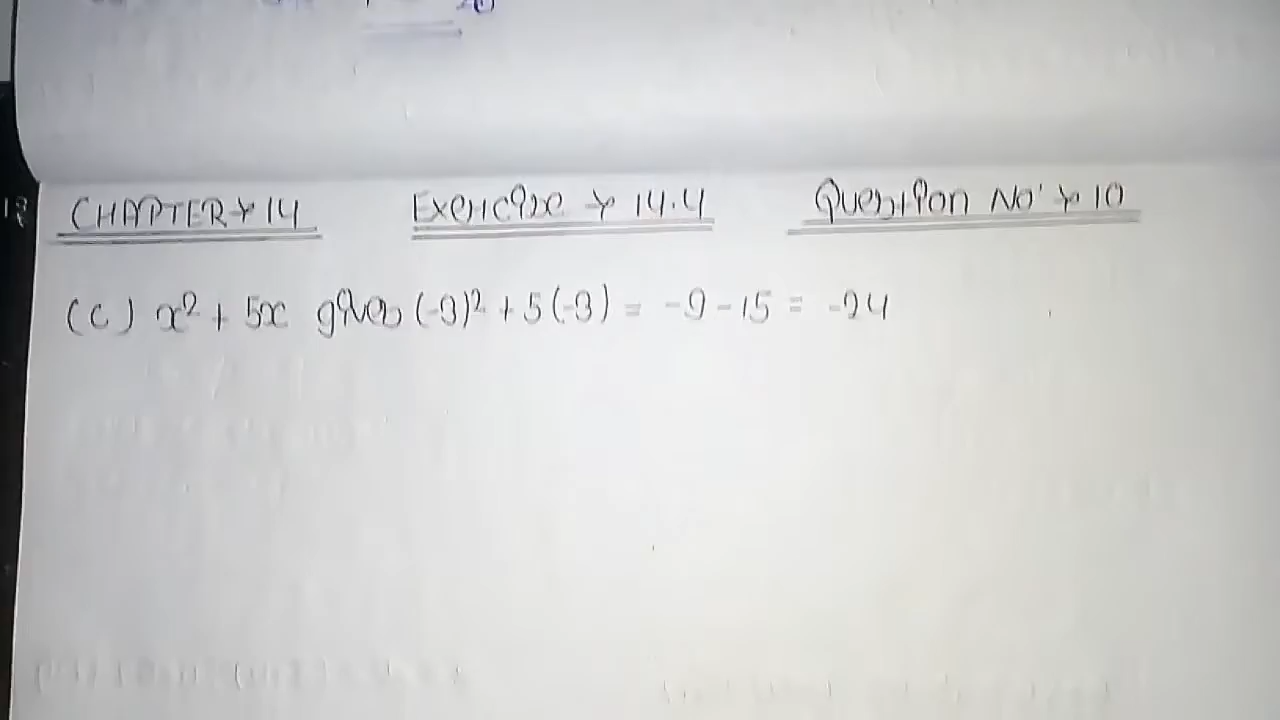 CHAPTER → 14 Exercise → 14.4 Question No. → 10
(c) x² + 5x gives (-3)² + 5(-3) = -9 - 15 = -24